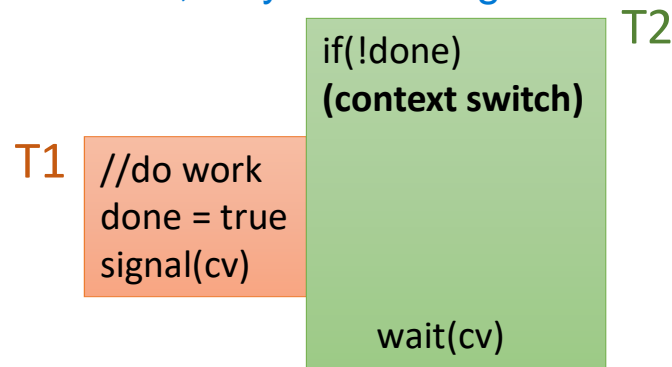 T2
if(!done)
(context switch)
T1
//do work
done = true
signal(cv)
wait(cv)